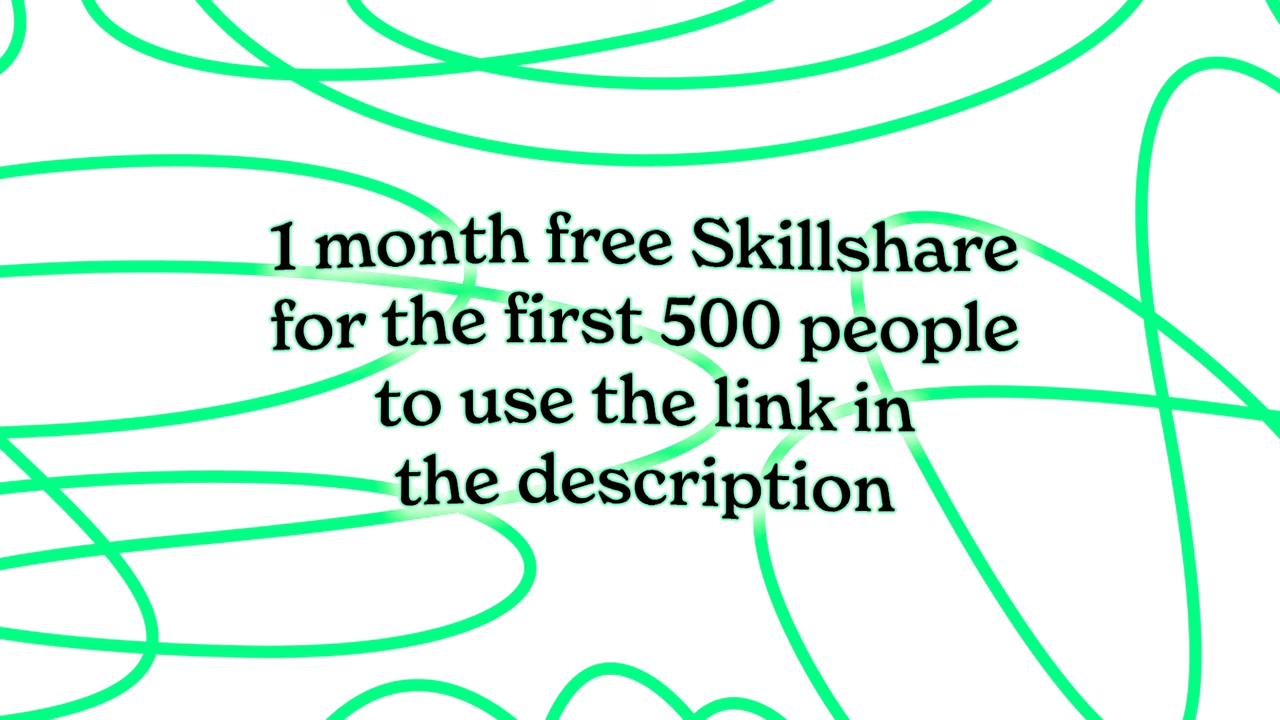 1 month free Skillshare
for the first 500 people
to use the link in
the description